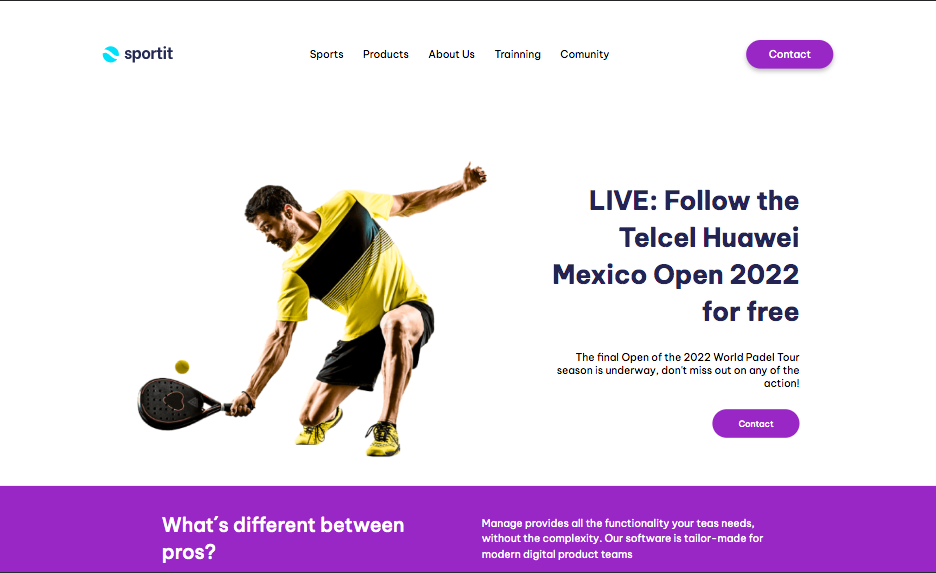 sportit
Sports Products About Us Trainning Comunity
Contact
LIVE: Follow the
Telcel Huawei
Mexico Open 2022
for free
The final Open of the 2022 World Padel Tour
season is underway, don't miss out on any of the
action!
Contact
What´s different between
pros?
Manage provides all the functionality your teas needs,
without the complexity. Our software is tailor-made for
modern digital product teams